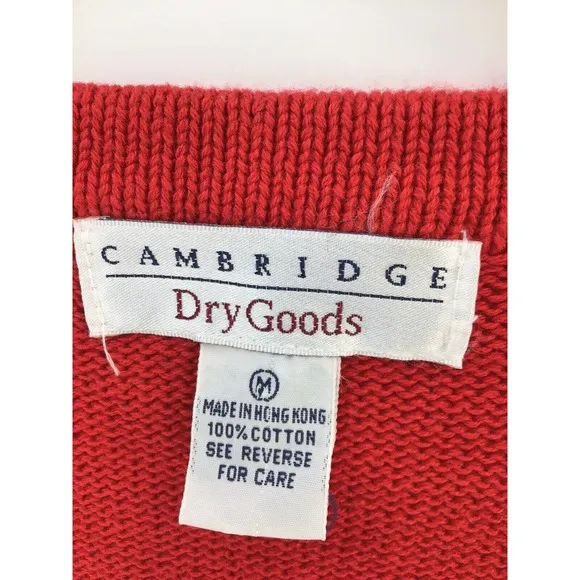 CAMBRIDGE
Dry Goods
M
MADE IN HONG KONG
100% COTTON
SEE REVERSE
FOR CARE